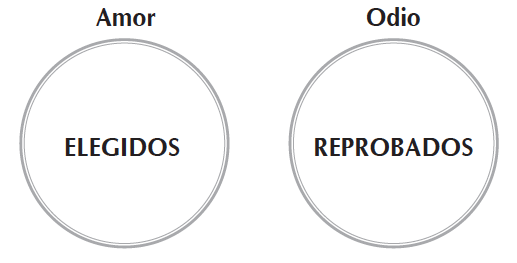 Amor
Odio
ELEGIDOS
REPROBADOS